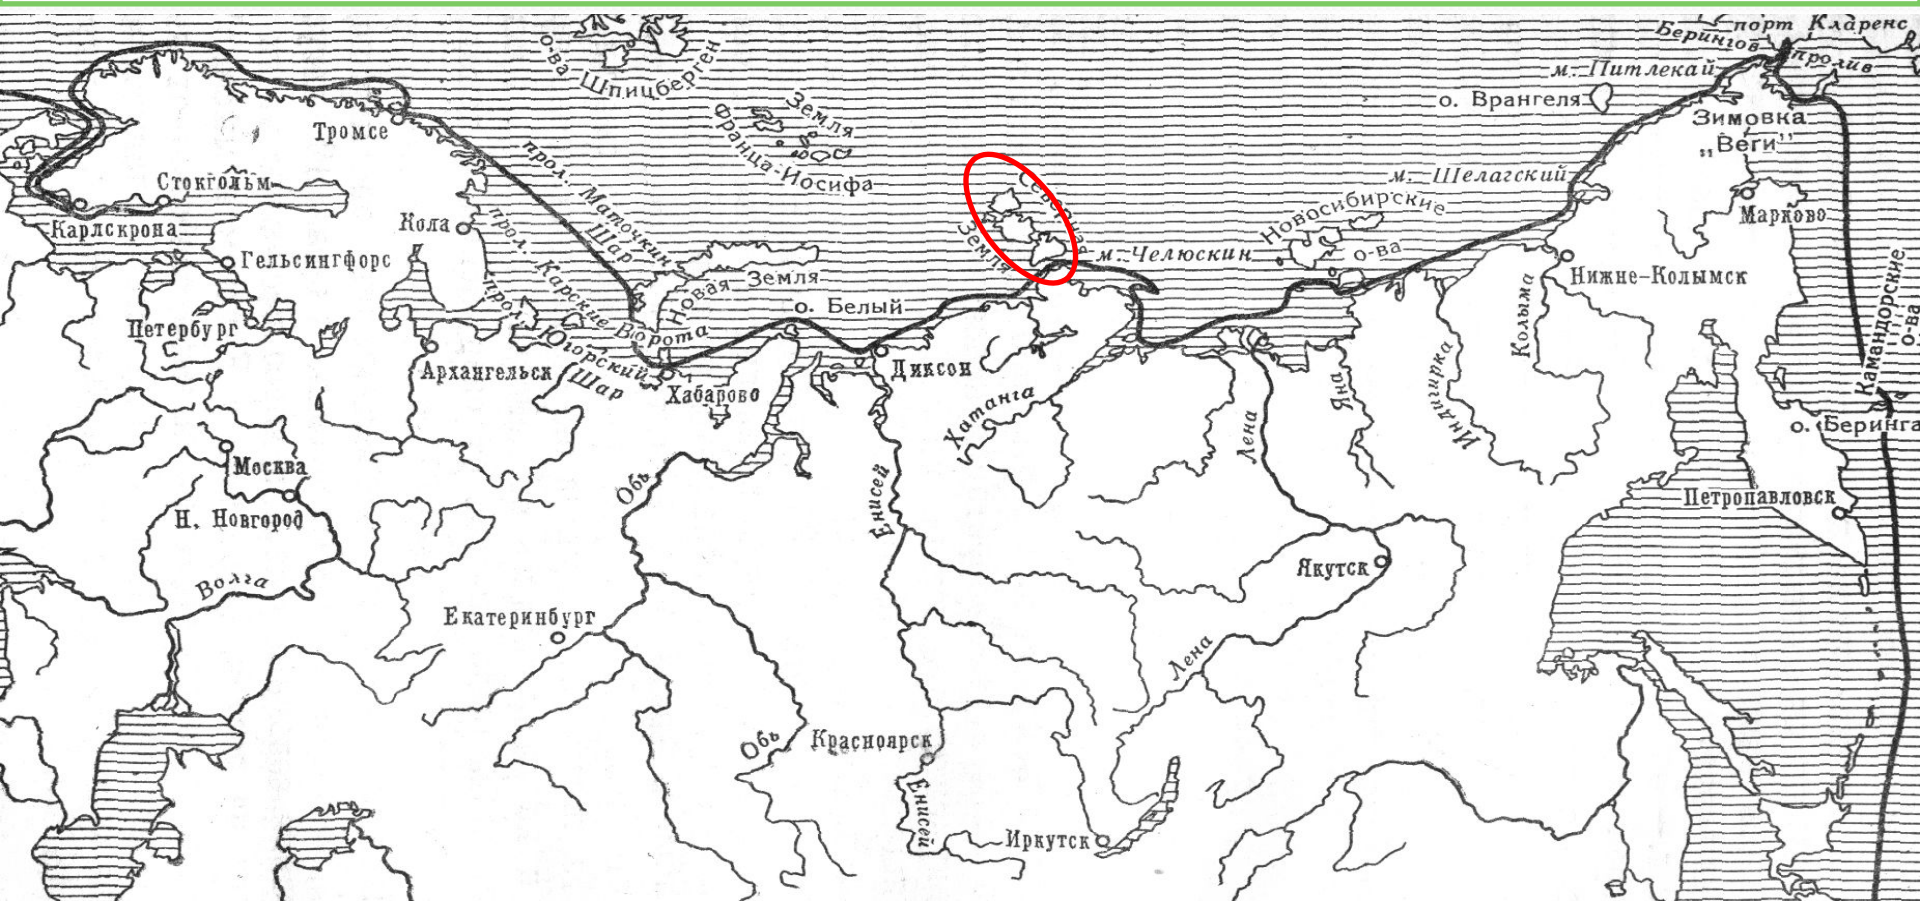 порт Кларенс
Берингов
пролив
о-ва Шпицберген
м. Питлекай
о. Врангеля
Земля
Франца-Иосифа
Зимовка
„Веги"
Тромсе
прол. Маточкин
Шар
Стокгольм
Северная
Земля
м. Шелагский
Новосибирские
о-ва
Карлскрона
Кола
Марково
прол. Карские Ворота
м. Челюскин
Гельсингфорс
Новая Земля
Нижне-Колымск
прол. Югорский
Шар
о. Белый
Петербург
Колыма
Камандорские
о-ва
Архангельск
Хабарово
Диксон
Хатанга
Лена
Яна
Индигирка
о. Беринга
Москва
Обь
Енисей
Н. Новгород
Петропавловск
Волга
Якутск
Екатеринбург
Лена
Обь
Красноярск
Енисей
Иркутск